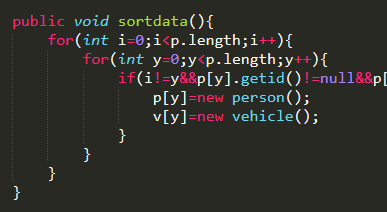 public void sortdata(){
for(int i=0;i<p.length;i++){
for(int y=0;y<p.length;y++){
if(i!=y&&p[y].getid()!=null&&p[
p[y]=new person();
v[y]=new vehicle();
}
}
}
}